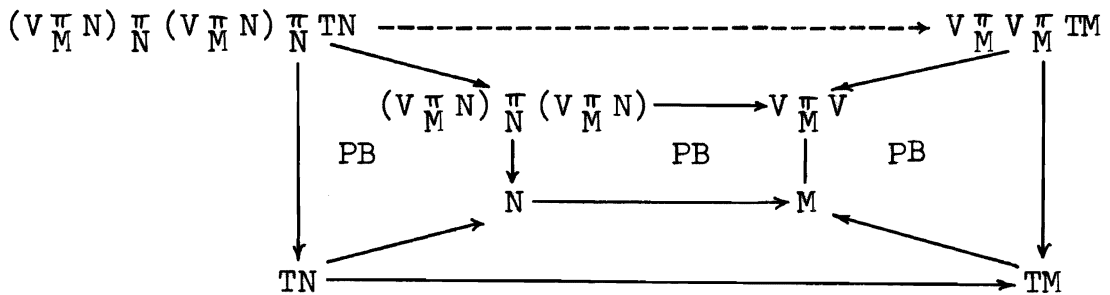 (V π/M N) π/N (V π/M N) π/N TN V π/M V π/M TM
(V π/M N) π/N (V π/M N) V π/M V
PB PB PB
N M
TN TM